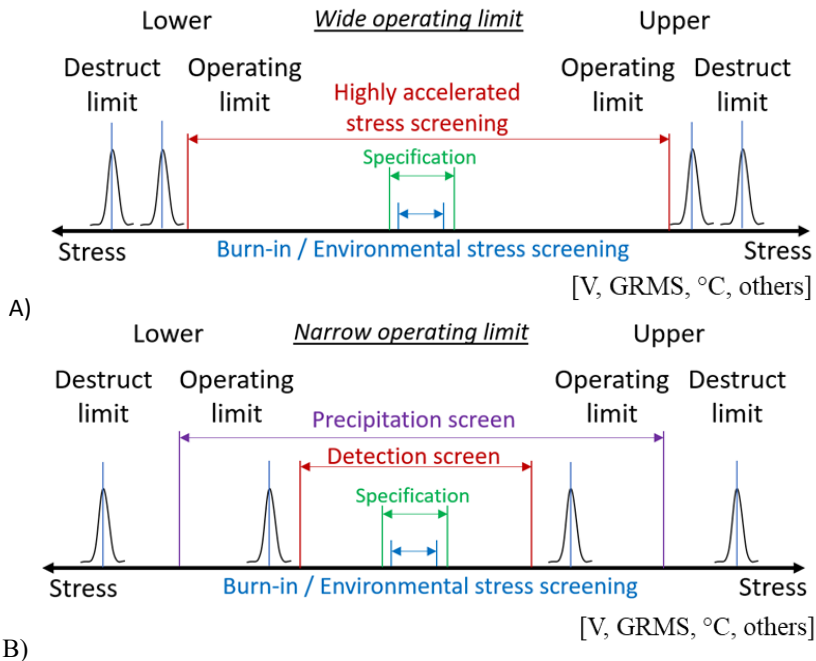 Lower Wide operating limit Upper
Destruct limit
Operating limit
Operating limit
Destruct limit
Highly accelerated
stress screening
Specification
Stress Burn-in / Environmental stress screening Stress
[V, GRMS, °C, others]
A)
Lower Narrow operating limit Upper
Destruct limit
Operating limit
Operating limit
Destruct limit
Precipitation screen
Detection screen
Specification
Stress Burn-in / Environmental stress screening Stress
[V, GRMS, °C, others]
B)